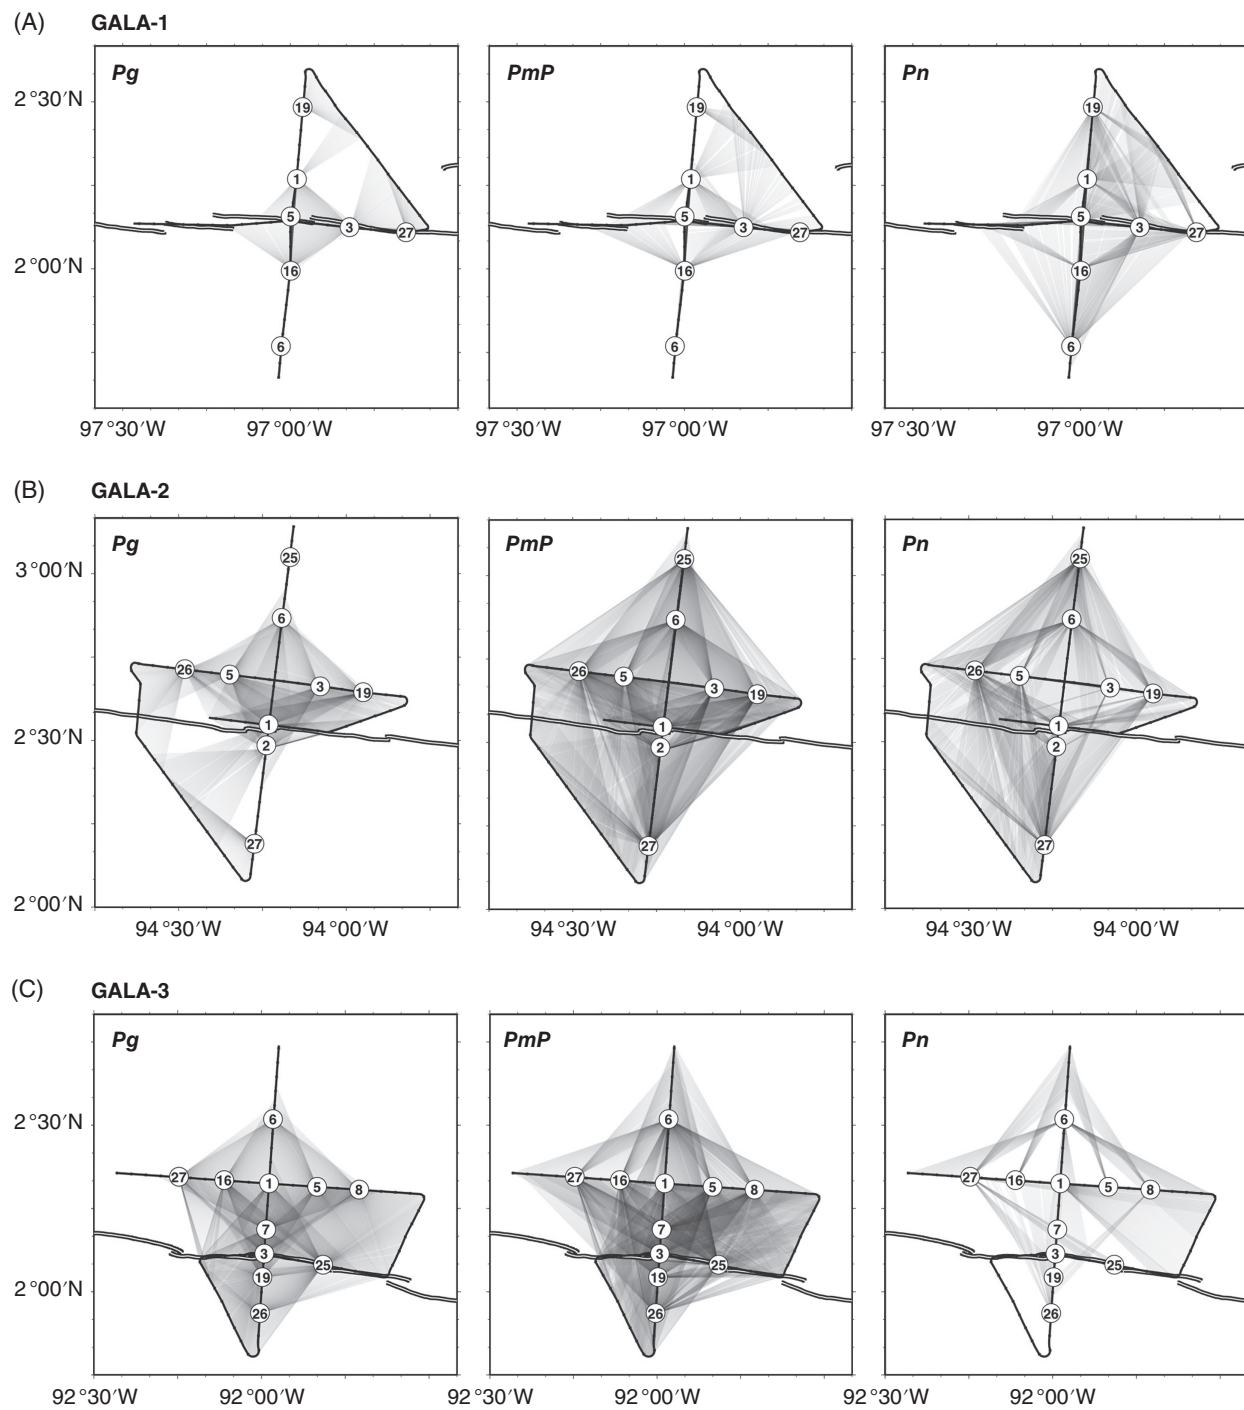 (A) GALA-1
Pg PmP Pn
2°30′N
19 19 19
1 1 1
5 5 5
3 3 3
27 27 27
2°00′N
16 16 16
6 6 6
97°30′W 97°00′W 97°30′W 97°00′W 97°30′W 97°00′W
(B) GALA-2
Pg PmP Pn
3°00′N
25 25 25
6 6 6
26 5 3 19 26 5 3 19 26 5 3 19
1 1 1
2°30′N
2 2 2
27 27 27
2°00′N
94°30′W 94°00′W 94°30′W 94°00′W 94°30′W 94°00′W
(C) GALA-3
Pg PmP Pn
2°30′N
6 6 6
27 16 1 5 8 27 16 1 5 8 27 16 1 5 8
7 7 7
3 3 3
25 25 25
19 19 19
2°00′N
26 26 26
92°30′W 92°00′W 92°30′W 92°00′W 92°30′W 92°00′W